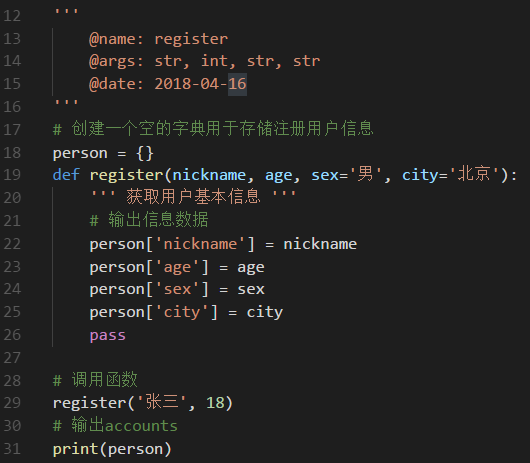 12 '''
13     @name: register
14     @args: str, int, str, str
15     @date: 2018-04-16
16 '''
17 # 创建一个空的字典用于存储注册用户信息
18 person = {}
19 def register(nickname, age, sex='男', city='北京'):
20     ''' 获取用户基本信息 '''
21     # 输出信息数据
22     person['nickname'] = nickname
23     person['age'] = age
24     person['sex'] = sex
25     person['city'] = city
26     pass
27
28 # 调用函数
29 register('张三', 18)
30 # 输出accounts
31 print(person)